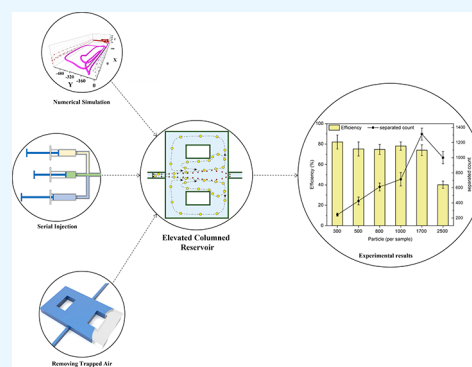 -480
-320
-160
0
Y
X
Numerical Simulation
Serial Injection
Removing Trapped Air
Elevated Columned
Reservoir
Efficiency
separated count
100
80
60
40
20
0
Efficiency (%)
1400
1200
1000
800
600
400
200
separated count
300
500
800
1000
1700
2500
Particle (per sample)
Experimental results